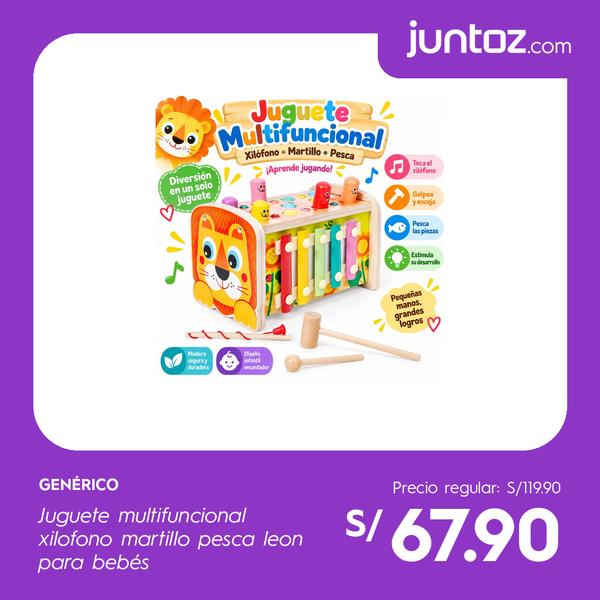 juntoz.com
Juguete
Multifuncional
Xilófono • Martillo • Pesca
¡Aprende jugando!
Diversión
en un solo
juguete
Toca el
xilófono
Golpea
y encaja
Pesca
las piezas
Estimula
su desarrollo
Pequeñas
manos,
grandes
logros
Madera
segura y
duradera
Diseño
infantil
encantador
GENÉRICO
Juguete multifuncional
xilofono martillo pesca leon
para bebés
Precio regular: S/119.90
S/ 67.90